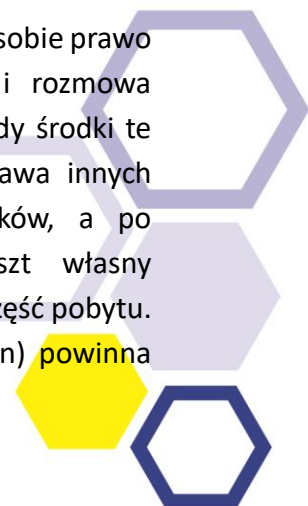 sobie prawo
i rozmowa
dy środki te
awa innych
ków, a po
szt własny
zęść pobytu.
n) powinna